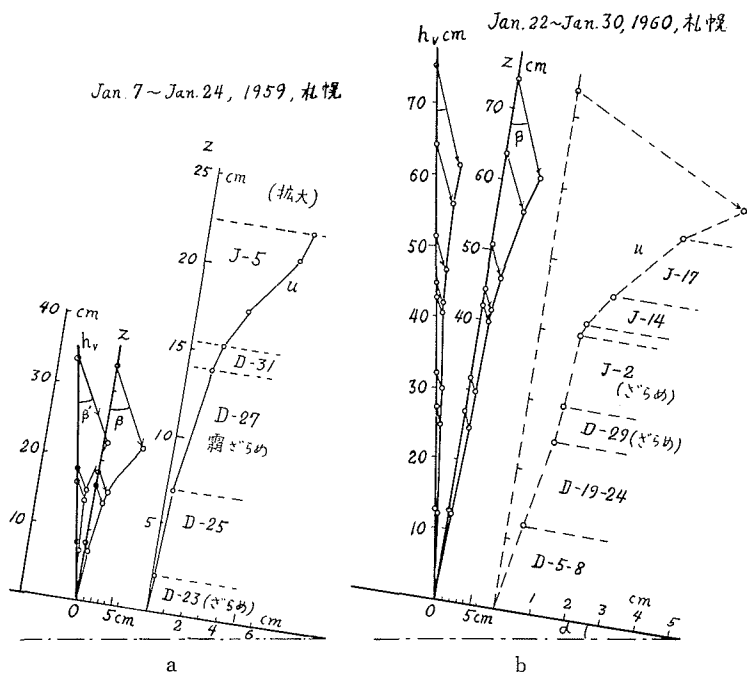 Jan. 7～Jan. 24, 1959, 札幌
z
25
cm
(拡大)
J-5
20
u
15
D-31
D-27
霜ざらめ
10
D-25
5
D-23 (ざらめ)
2 4 6 cm
40 cm
30
20
10
h_v
z
β'
β
0 5cm
a
Jan. 22～Jan. 30, 1960, 札幌
h_v cm
z cm
70
60
50
40
30
20
10
70
60
50
40
β
u
J-17
J-14
J-2
(ざらめ)
D-29 (ざらめ)
D-19-24
D-5-8
0 5cm
1 2 3 4 5
cm
α
b